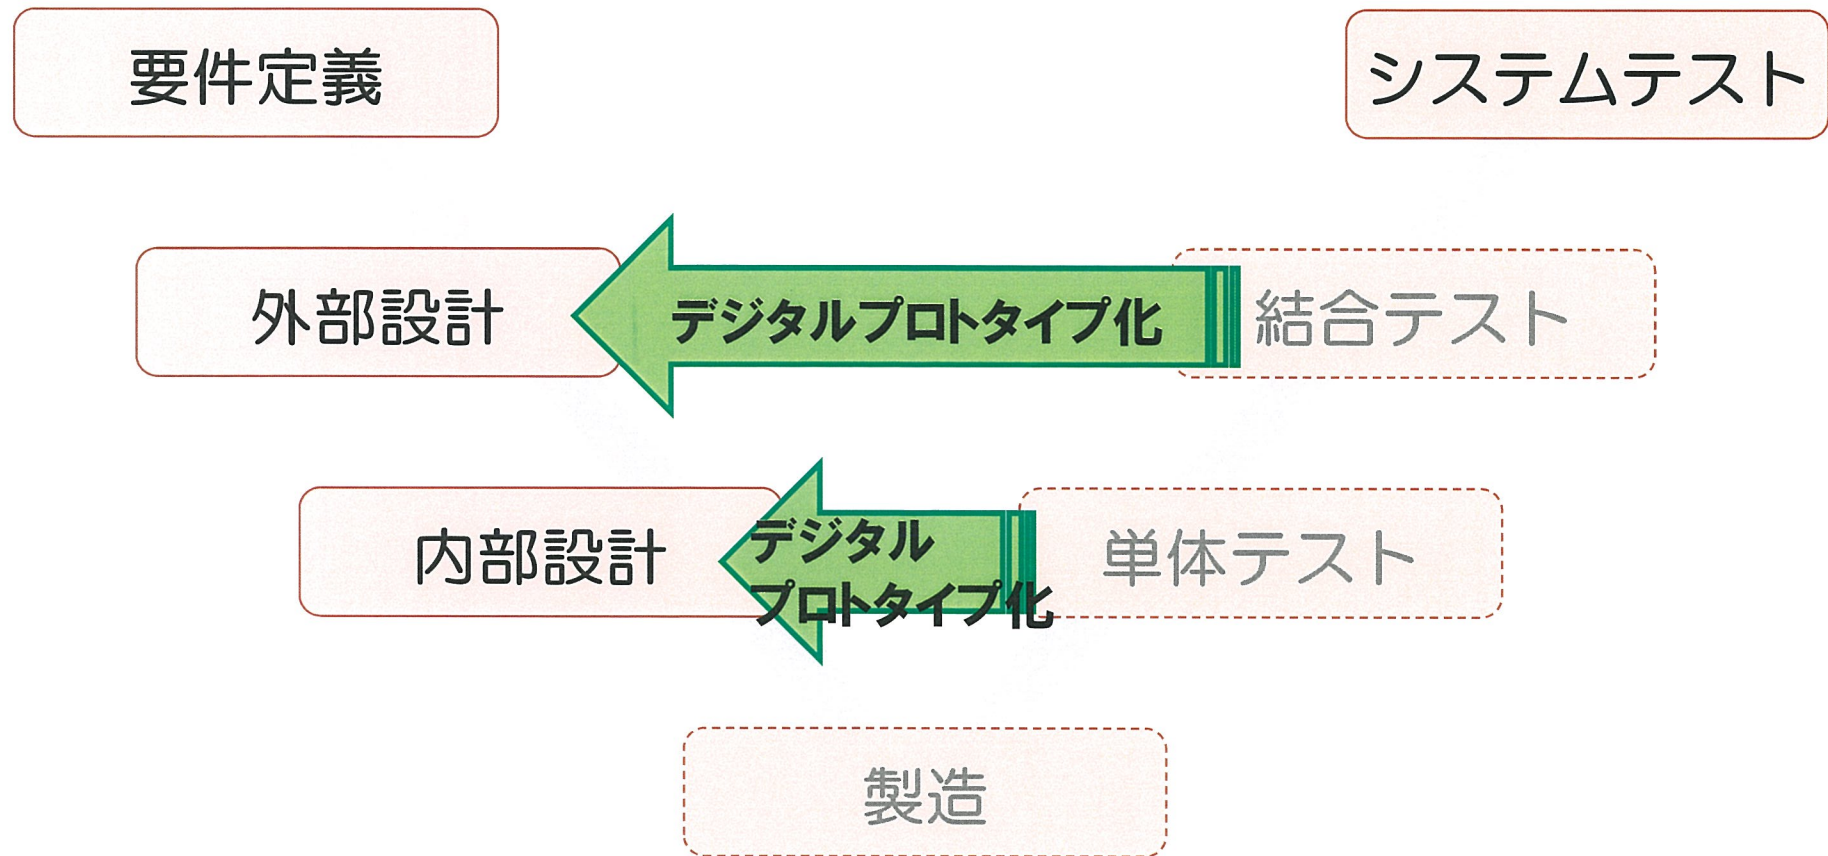 要件定義
システムテスト
外部設計
デジタルプロトタイプ化
結合テスト
内部設計
デジタル
プロトタイプ化
単体テスト
製造